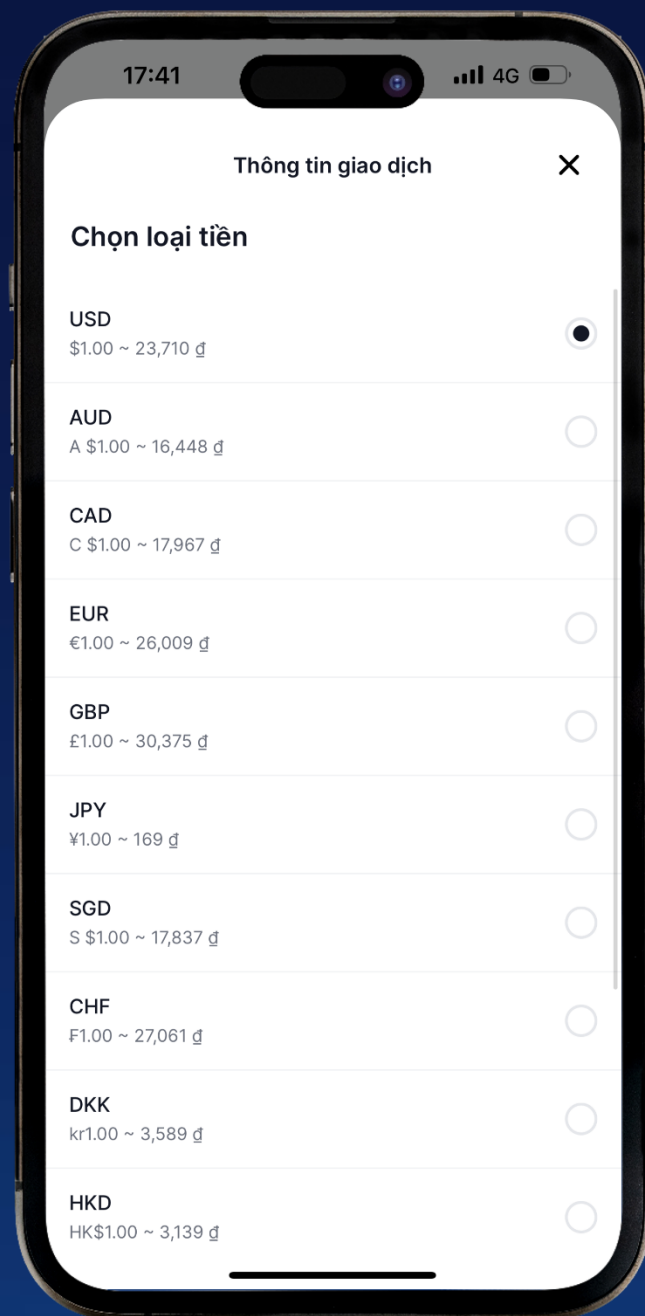 17:41
4G
Thông tin giao dịch
Chọn loại tiền
USD
$1.00 ~ 23,710 ₫
AUD
A $1.00 ~ 16,448 ₫
CAD
C $1.00 ~ 17,967 ₫
EUR
€1.00 ~ 26,009 ₫
GBP
£1.00 ~ 30,375 ₫
JPY
¥1.00 ~ 169 ₫
SGD
S $1.00 ~ 17,837 ₫
CHF
₣1.00 ~ 27,061 ₫
DKK
kr1.00 ~ 3,589 ₫
HKD
HK$1.00 ~ 3,139 ₫